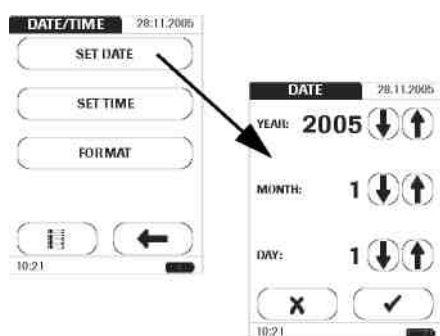 DATE/TIME 28.11.2005
SET DATE
SET TIME
FORMAT
10:21
DATE 28.11.2005
YEAR: 2005
MONTH: 1
DAY: 1
10:21